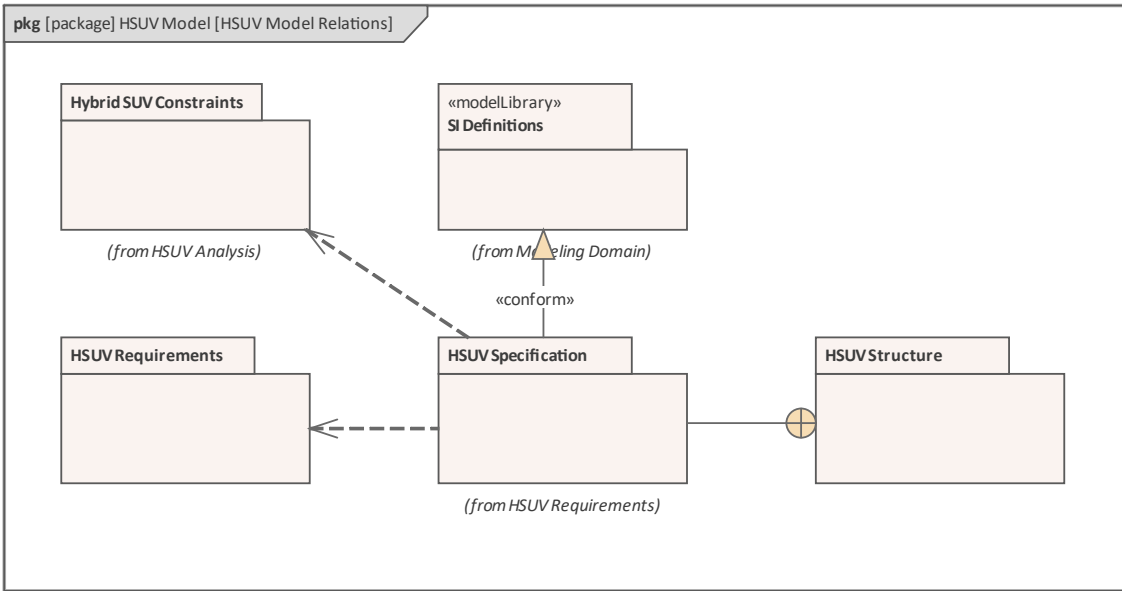 pkg [package] HSUV Model [HSUV Model Relations]
Hybrid SUV Constraints
«modelLibrary»
SI Definitions
(from HSUV Analysis)
(from Modeling Domain)
«conform»
HSUV Requirements
HSUV Specification
HSUV Structure
(from HSUV Requirements)